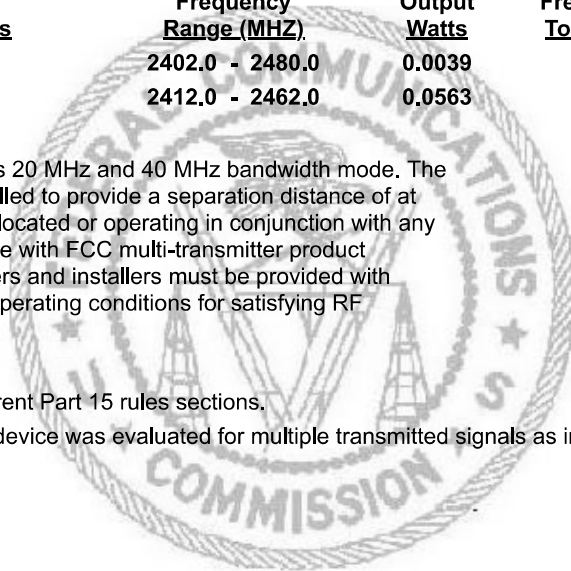 Frequency Output Fre
s Range (MHZ) Watts To
2402.0 - 2480.0 0.0039
2412.0 - 2462.0 0.0563
s 20 MHz and 40 MHz bandwidth mode. The
lled to provide a separation distance of at
located or operating in conjunction with any
e with FCC multi-transmitter product
ers and installers must be provided with
operating conditions for satisfying RF
rent Part 15 rules sections.
device was evaluated for multiple transmitted signals as in
FEDERAL COMMUNICATIONS
COMMISSION
U S